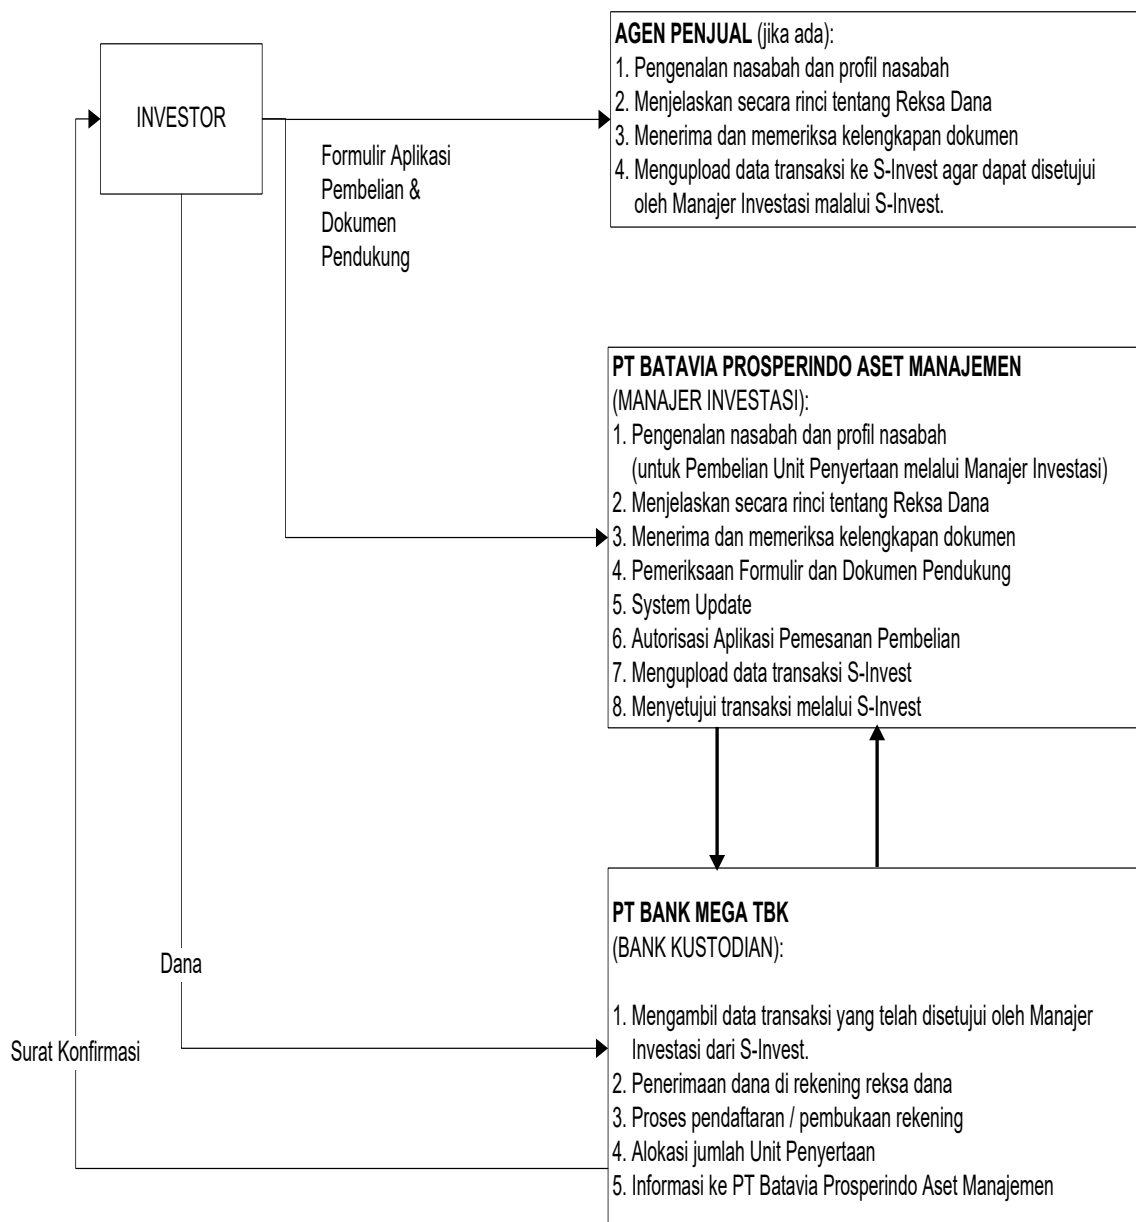 INVESTOR
Formulir Aplikasi
Pembelian &
Dokumen
Pendukung
AGEN PENJUAL (jika ada):
1. Pengenalan nasabah dan profil nasabah
2. Menjelaskan secara rinci tentang Reksa Dana
3. Menerima dan memeriksa kelengkapan dokumen
4. Mengupload data transaksi ke S-Invest agar dapat disetujui
oleh Manajer Investasi malalui S-Invest.
PT BATAVIA PROSPERINDO ASET MANAJEMEN
(MANAJER INVESTASI):
1. Pengenalan nasabah dan profil nasabah
(untuk Pembelian Unit Penyertaan melalui Manajer Investasi)
2. Menjelaskan secara rinci tentang Reksa Dana
3. Menerima dan memeriksa kelengkapan dokumen
4. Pemeriksaan Formulir dan Dokumen Pendukung
5. System Update
6. Autorisasi Aplikasi Pemesanan Pembelian
7. Mengupload data transaksi S-Invest
8. Menyetujui transaksi melalui S-Invest
PT BANK MEGA TBK
(BANK KUSTODIAN):
1. Mengambil data transaksi yang telah disetujui oleh Manajer
Investasi dari S-Invest.
2. Penerimaan dana di rekening reksa dana
3. Proses pendaftaran / pembukaan rekening
4. Alokasi jumlah Unit Penyertaan
5. Informasi ke PT Batavia Prosperindo Aset Manajemen
Dana
Surat Konfirmasi